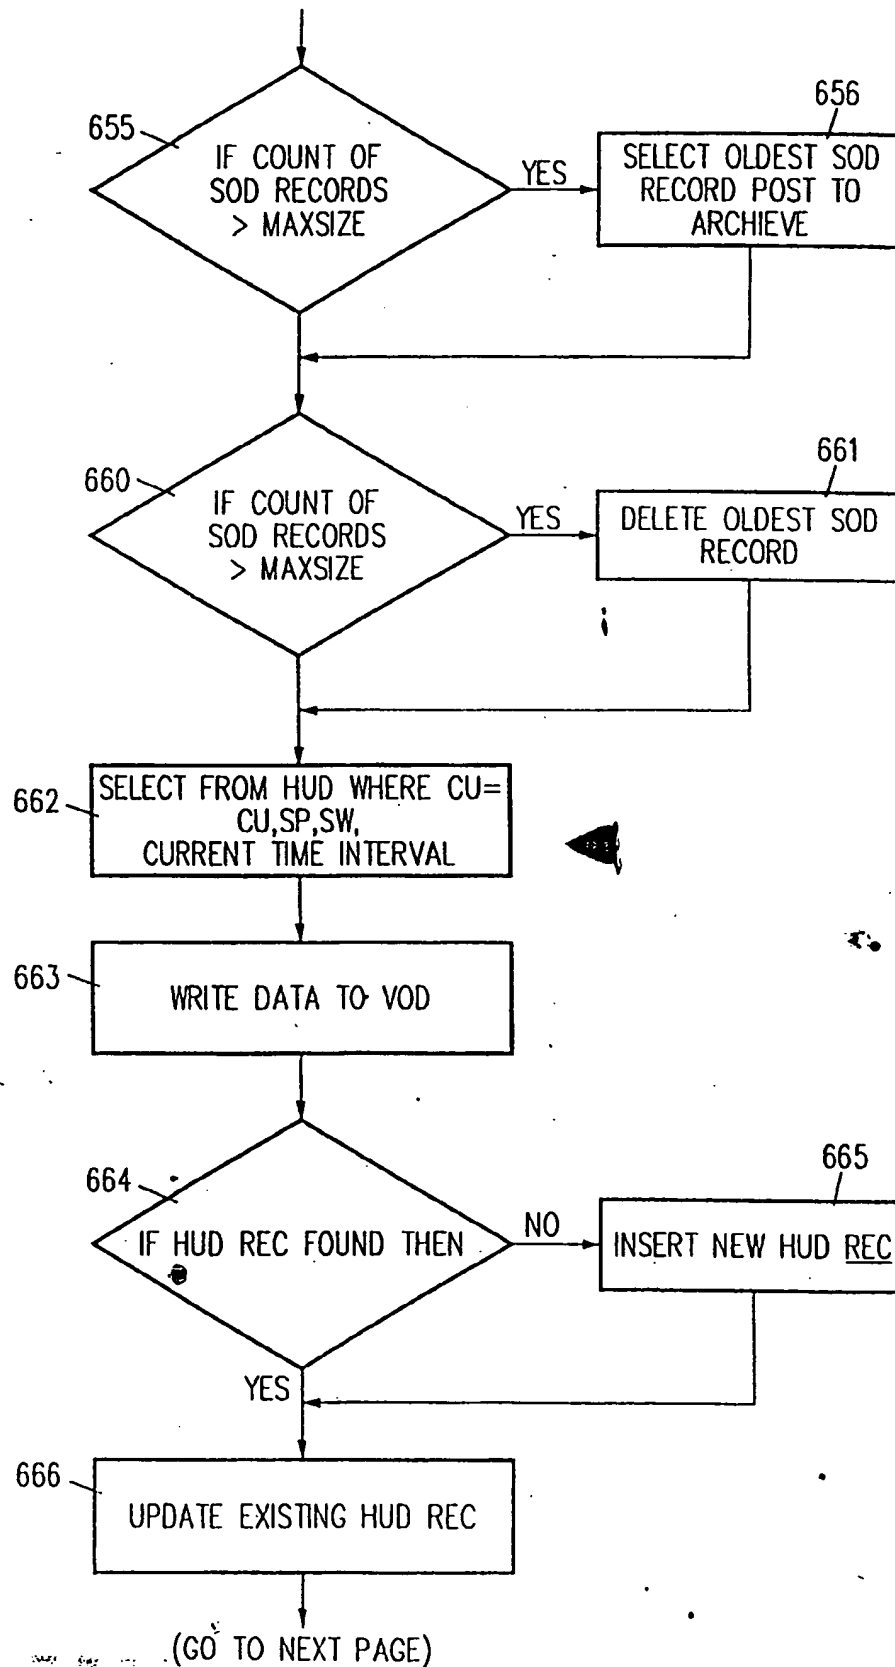 655
IF COUNT OF
SOD RECORDS
> MAXSIZE
YES
656
SELECT OLDEST SOD
RECORD POST TO
ARCHIEVE
660
IF COUNT OF
SOD RECORDS
> MAXSIZE
YES
661
DELETE OLDEST SOD
RECORD
662
SELECT FROM HUD WHERE CU=
CU,SP,SW,
CURRENT TIME INTERVAL
663
WRITE DATA TO VOD
664
IF HUD REC FOUND THEN
NO
665
INSERT NEW HUD REC
YES
666
UPDATE EXISTING HUD REC
(GO TO NEXT PAGE)